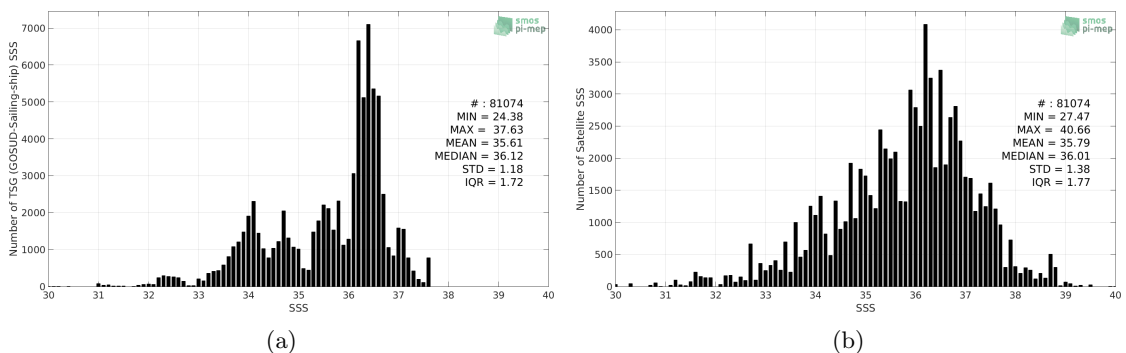 7000
6000
5000
4000
3000
2000
1000
0
Number of TSG (GOSUD-Sailing-ship) SSS
smos
pi-mep
# : 81074
MIN = 24.38
MAX = 37.63
MEAN = 35.61
MEDIAN = 36.12
STD = 1.18
IQR = 1.72
30 31 32 33 34 35 36 37 38 39 40
SSS
(a)
4000
3500
3000
2500
2000
1500
1000
500
0
Number of Satellite SSS
smos
pi-mep
# : 81074
MIN = 27.47
MAX = 40.66
MEAN = 35.79
MEDIAN = 36.01
STD = 1.38
IQR = 1.77
30 31 32 33 34 35 36 37 38 39 40
SSS
(b)